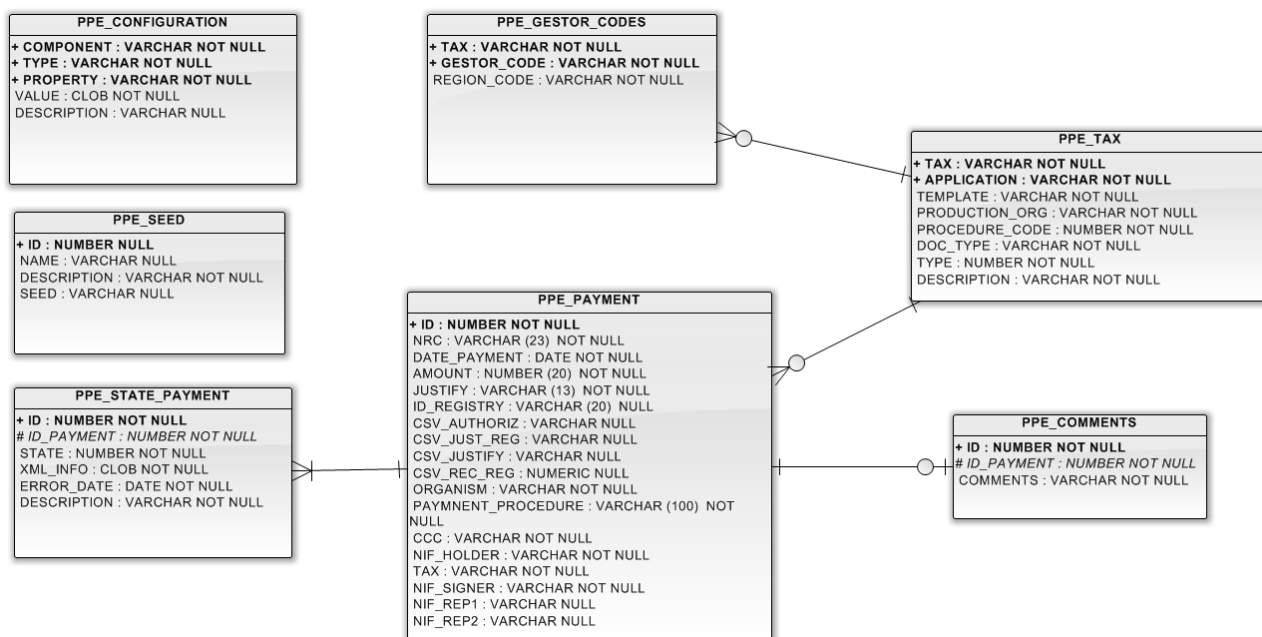 PPE_CONFIGURATION
+ COMPONENT : VARCHAR NOT NULL
+ TYPE : VARCHAR NOT NULL
+ PROPERTY : VARCHAR NOT NULL
VALUE : CLOB NOT NULL
DESCRIPTION : VARCHAR NULL
PPE_GESTOR_CODES
+ TAX : VARCHAR NOT NULL
+ GESTOR_CODE : VARCHAR NOT NULL
REGION_CODE : VARCHAR NOT NULL
PPE_TAX
+ TAX : VARCHAR NOT NULL
+ APPLICATION : VARCHAR NOT NULL
TEMPLATE : VARCHAR NOT NULL
PRODUCTION_ORG : VARCHAR NOT NULL
PROCEDURE_CODE : NUMBER NOT NULL
DOC_TYPE : VARCHAR NOT NULL
TYPE : NUMBER NOT NULL
DESCRIPTION : VARCHAR NOT NULL
PPE_SEED
+ ID : NUMBER NULL
NAME : VARCHAR NULL
DESCRIPTION : VARCHAR NOT NULL
SEED : VARCHAR NULL
PPE_PAYMENT
+ ID : NUMBER NOT NULL
NRC : VARCHAR (23) NOT NULL
DATE_PAYMENT : DATE NOT NULL
AMOUNT : NUMBER (20) NOT NULL
JUSTIFY : VARCHAR (13) NOT NULL
ID_REGISTRY : VARCHAR (20) NULL
CSV_AUTHORIZ : VARCHAR NULL
CSV_JUST_REG : VARCHAR NULL
CSV_JUSTIFY : VARCHAR NULL
CSV_REC_REG : NUMERIC NULL
ORGANISM : VARCHAR NOT NULL
PAYMNENT_PROCEDURE : VARCHAR (100) NOT
NULL
CCC : VARCHAR NOT NULL
NIF_HOLDER : VARCHAR NOT NULL
TAX : VARCHAR NOT NULL
NIF_SIGNER : VARCHAR NOT NULL
NIF_REP1 : VARCHAR NULL
NIF_REP2 : VARCHAR NULL
PPE_STATE_PAYMENT
+ ID : NUMBER NOT NULL
# ID_PAYMENT : NUMBER NOT NULL
STATE : NUMBER NOT NULL
XML_INFO : CLOB NOT NULL
ERROR_DATE : DATE NOT NULL
DESCRIPTION : VARCHAR NOT NULL
PPE_COMMENTS
+ ID : NUMBER NOT NULL
# ID_PAYMENT : NUMBER NOT NULL
COMMENTS : VARCHAR NOT NULL